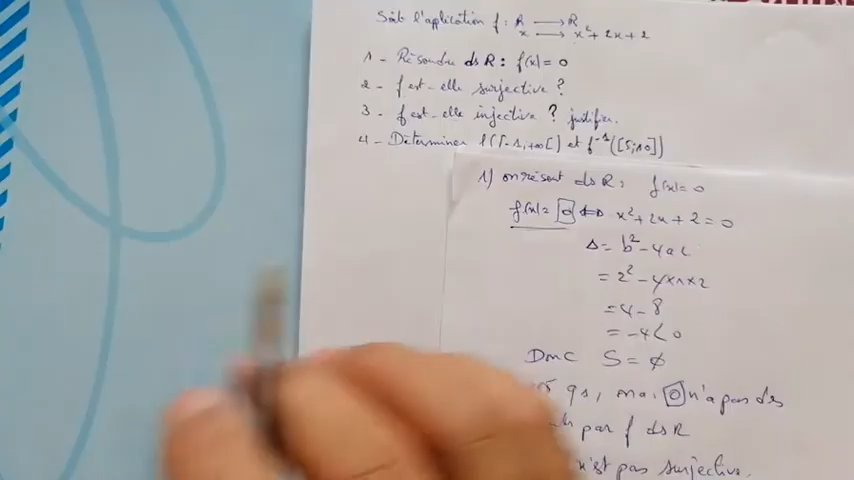 Soit l'application f : R → R
x → x² + 2x + 2
1 - Résoudre ds R : f(x) = 0
2 - f est-elle surjective ?
3 - f est-elle injective ? justifier.
4 - Déterminer f([-1,+∞[) et f⁻¹([5;10])
1) on résout ds R : f(x) = 0
f(x) = 0 ⇔ x² + 2x + 2 = 0
Δ = b² - 4ac
= 2² - 4×1×2
= 4 - 8
= -4 < 0
Donc S = ∅
0 n'a pas des
par f ds R
n'est pas surjective.